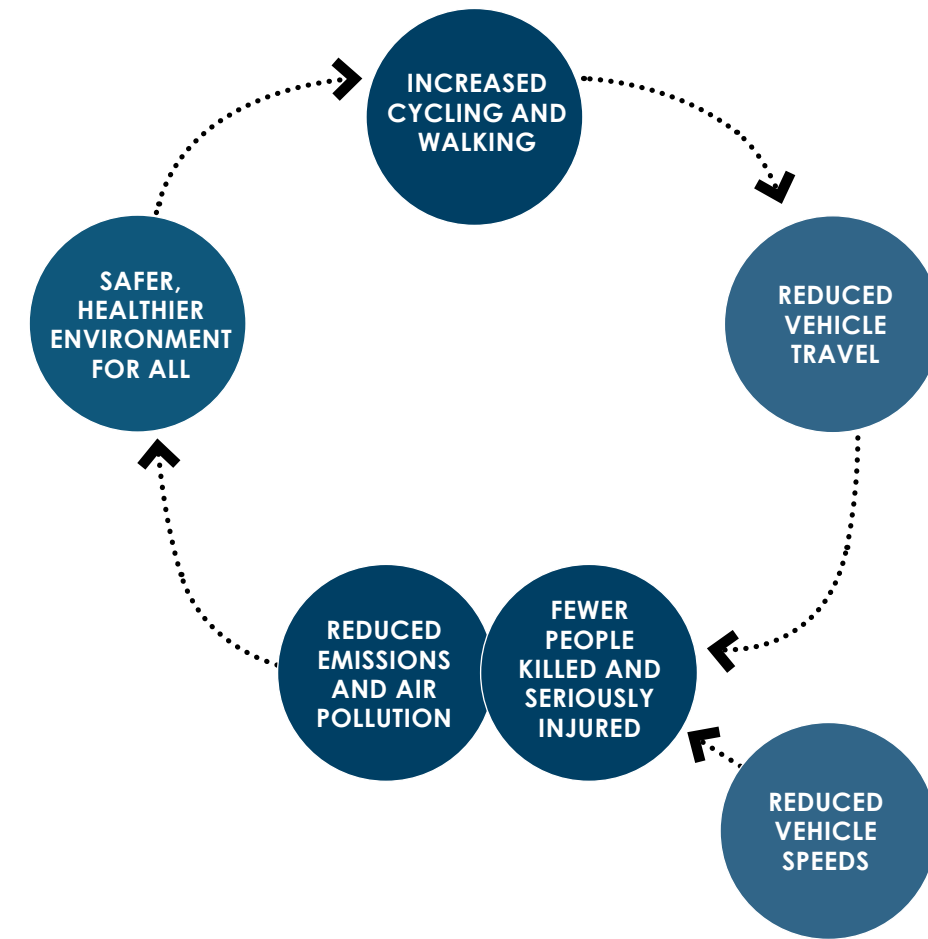 INCREASED
CYCLING AND
WALKING
REDUCED
VEHICLE
TRAVEL
FEWER
PEOPLE
KILLED AND
SERIOUSLY
INJURED
REDUCED
VEHICLE
SPEEDS
REDUCED
EMISSIONS
AND AIR
POLLUTION
SAFER,
HEALTHIER
ENVIRONMENT
FOR ALL